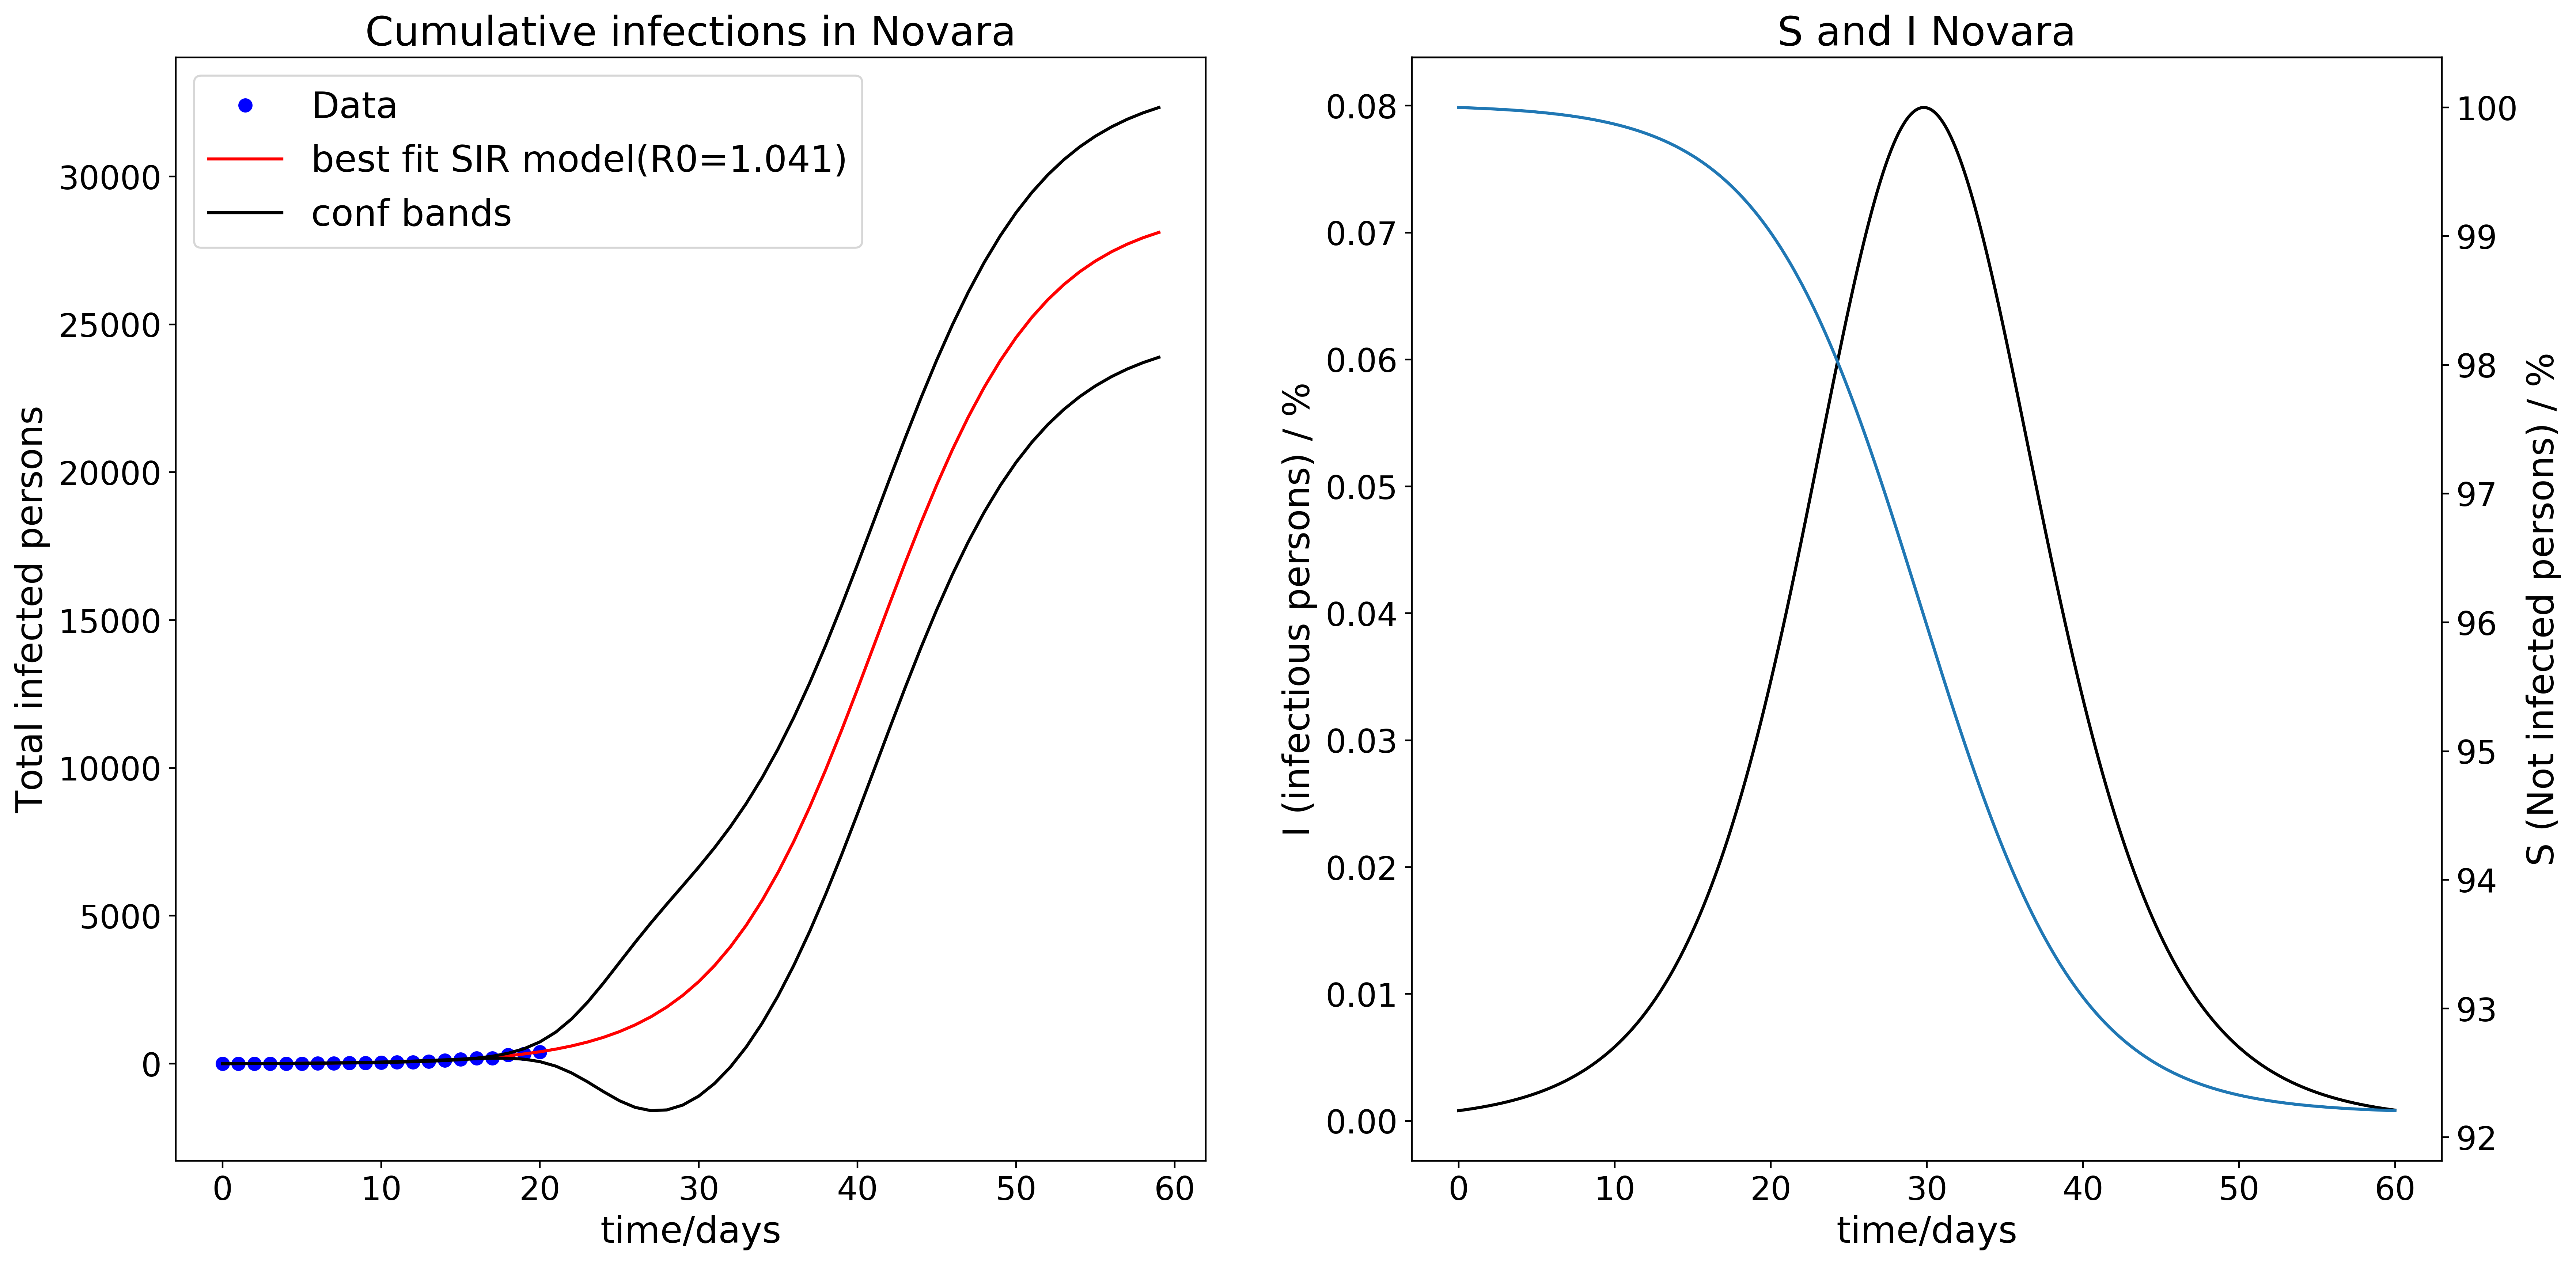 Cumulative infections in Novara
Data
best fit SIR model(R0=1.041)
conf bands
Total infected persons
30000
25000
20000
15000
10000
5000
0
0 10 20 30 40 50 60
time/days
S and I Novara
I (infectious persons) / %
0.08
0.07
0.06
0.05
0.04
0.03
0.02
0.01
0.00
100
99
98
97
96
95
94
93
92
S (Not infected persons) / %
0 10 20 30 40 50 60
time/days